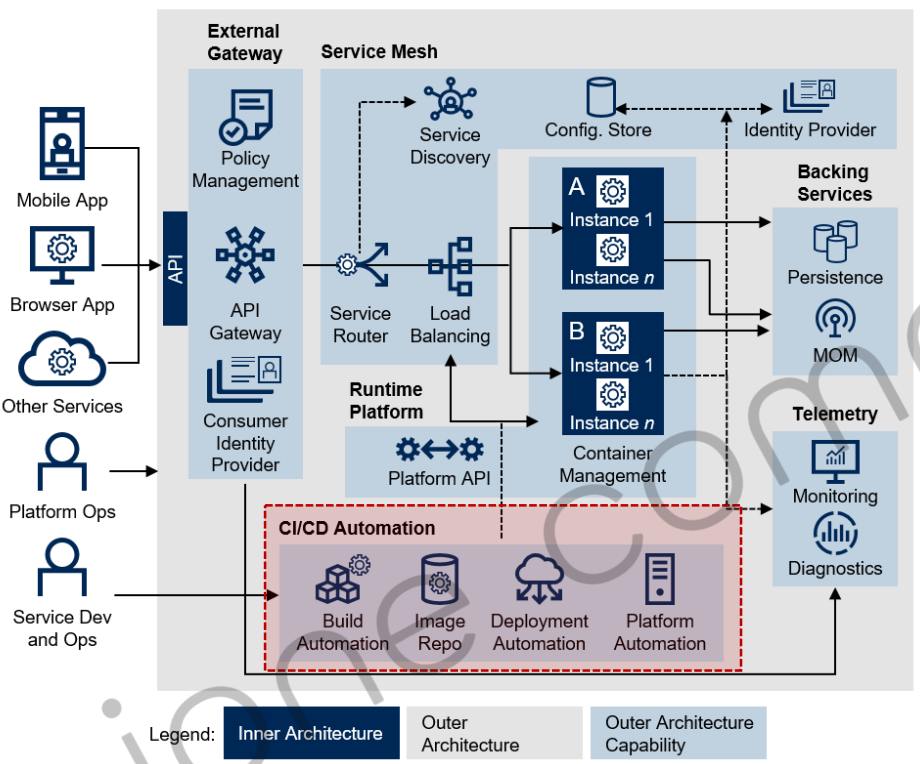 External
Gateway
Service Mesh
Policy
Management
Service
Discovery
Config. Store
Identity Provider
Mobile App
Browser App
Other Services
Platform Ops
Service Dev
and Ops
API
API
Gateway
Consumer
Identity
Provider
Service
Router
Load
Balancing
A
Instance 1
Instance n
B
Instance 1
Instance n
Container
Management
Backing
Services
Persistence
MOM
Runtime
Platform
Platform API
Telemetry
Monitoring
Diagnostics
CI/CD Automation
Build
Automation
Image
Repo
Deployment
Automation
Platform
Automation
Legend:
Inner Architecture
Outer
Architecture
Outer Architecture
Capability